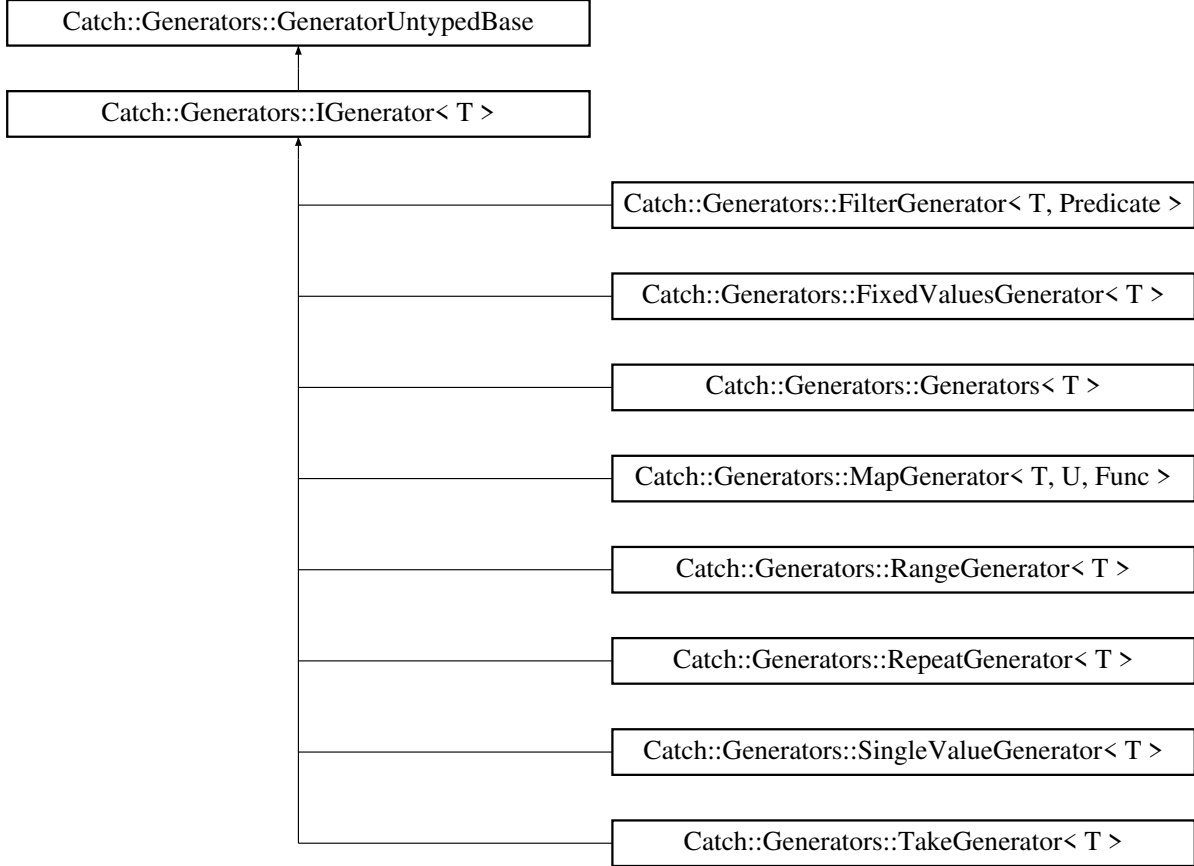 Catch::Generators::GeneratorUntypedBase
Catch::Generators::IGenerator< T >
Catch::Generators::FilterGenerator< T, Predicate >
Catch::Generators::FixedValuesGenerator< T >
Catch::Generators::Generators< T >
Catch::Generators::MapGenerator< T, U, Func >
Catch::Generators::RangeGenerator< T >
Catch::Generators::RepeatGenerator< T >
Catch::Generators::SingleValueGenerator< T >
Catch::Generators::TakeGenerator< T >